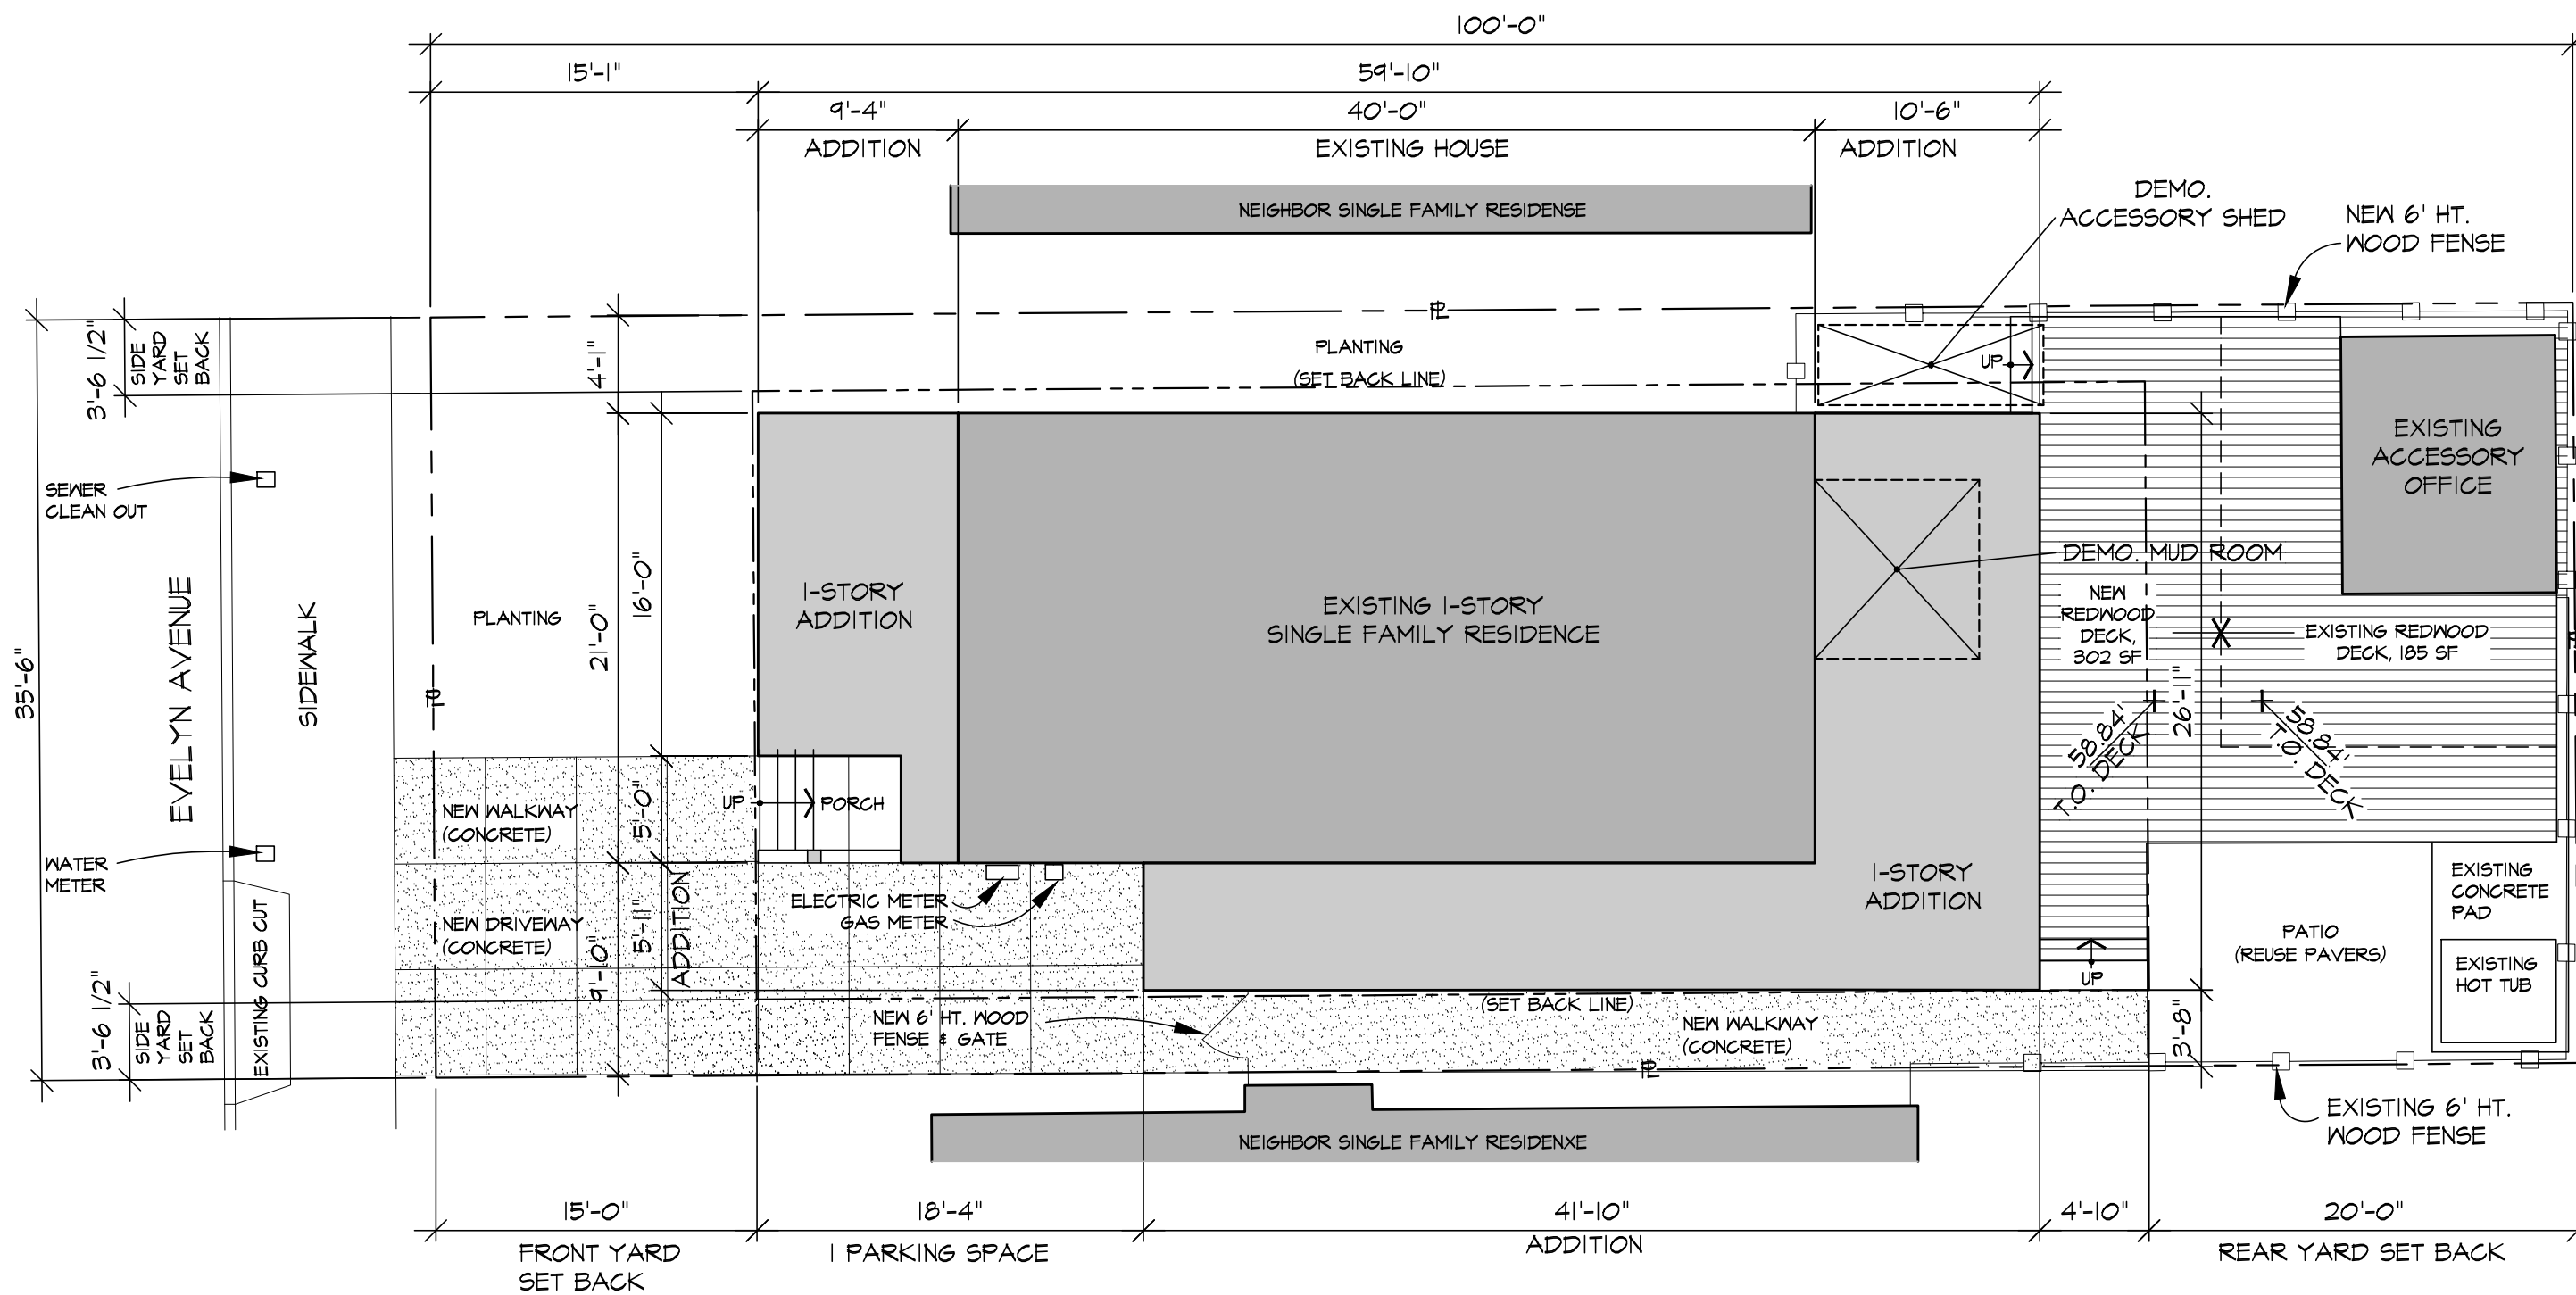 100'-0"
15'-1"
59'-10"
9'-4"
40'-0"
10'-6"
ADDITION
EXISTING HOUSE
ADDITION
NEIGHBOR SINGLE FAMILY RESIDENSE
DEMO.
ACCESSORY SHED
NEW 6' HT.
WOOD FENSE
35'-6"
3'-6 1/2"
SIDE
YARD
SET
BACK
4'-1"
PL
PLANTING
(SET BACK LINE)
UP
EXISTING
ACCESSORY
OFFICE
SEWER
CLEAN OUT
EVELYN AVENUE
SIDEWALK
PLANTING
PL
21'-0"
16'-0"
1-STORY
ADDITION
EXISTING 1-STORY
SINGLE FAMILY RESIDENCE
DEMO. MUD ROOM
NEW
REDWOOD
DECK,
302 SF
EXISTING REDWOOD
DECK, 185 SF
58.84'
T.O. DECK
26'-11"
58.84'
T.O. DECK
WATER
METER
NEW WALKWAY
(CONCRETE)
5'-0"
UP
PORCH
NEW DRIVEWAY
(CONCRETE)
5'-11"
ADDITION
9'-10"
ELECTRIC METER
GAS METER
1-STORY
ADDITION
EXISTING
CONCRETE
PAD
PATIO
(REUSE PAVERS)
EXISTING
HOT TUB
UP
EXISTING CURB CUT
3'-6 1/2"
SIDE
YARD
SET
BACK
(SET BACK LINE)
NEW 6' HT. WOOD
FENSE & GATE
NEW WALKWAY
(CONCRETE)
3'-8"
PL
EXISTING 6' HT.
WOOD FENSE
NEIGHBOR SINGLE FAMILY RESIDENXE
15'-0"
18'-4"
41'-10"
4'-10"
20'-0"
FRONT YARD
SET BACK
1 PARKING SPACE
ADDITION
REAR YARD SET BACK